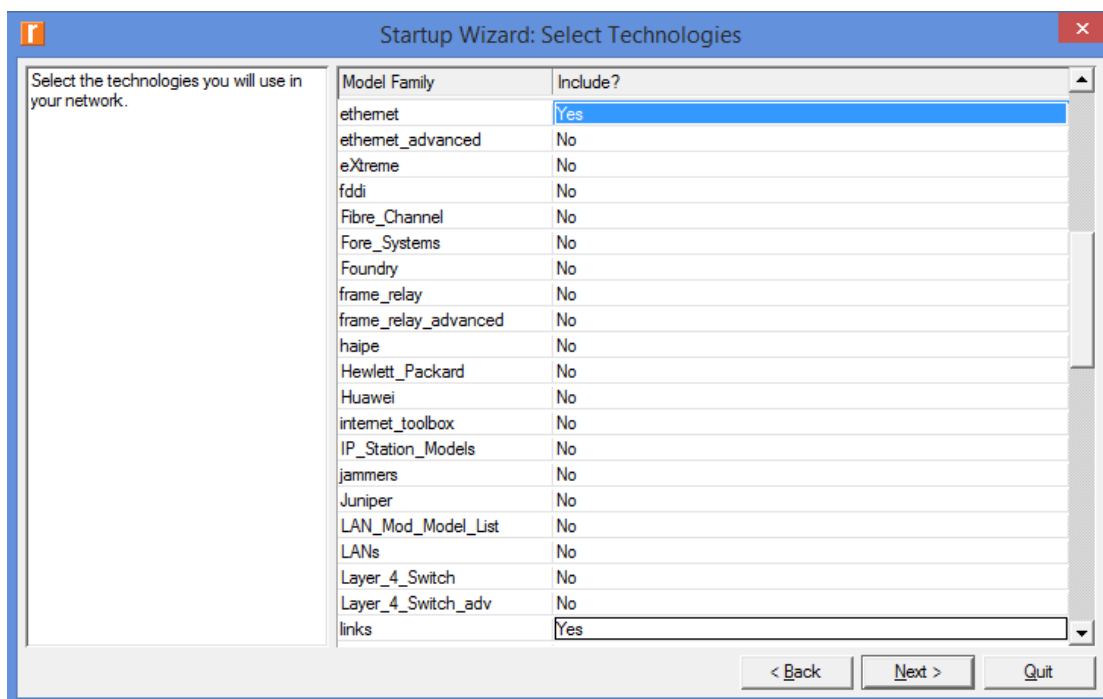 r
Startup Wizard: Select Technologies
×
Select the technologies you will use in
your network.
Model Family Include?
ethernet Yes
ethernet_advanced No
eXtreme No
fddi No
Fibre_Channel No
Fore_Systems No
Foundry No
frame_relay No
frame_relay_advanced No
haipe No
Hewlett_Packard No
Huawei No
internet_toolbox No
IP_Station_Models No
jammers No
Juniper No
LAN_Mod_Model_List No
LANs No
Layer_4_Switch No
Layer_4_Switch_adv No
links Yes
< Back Next > Quit